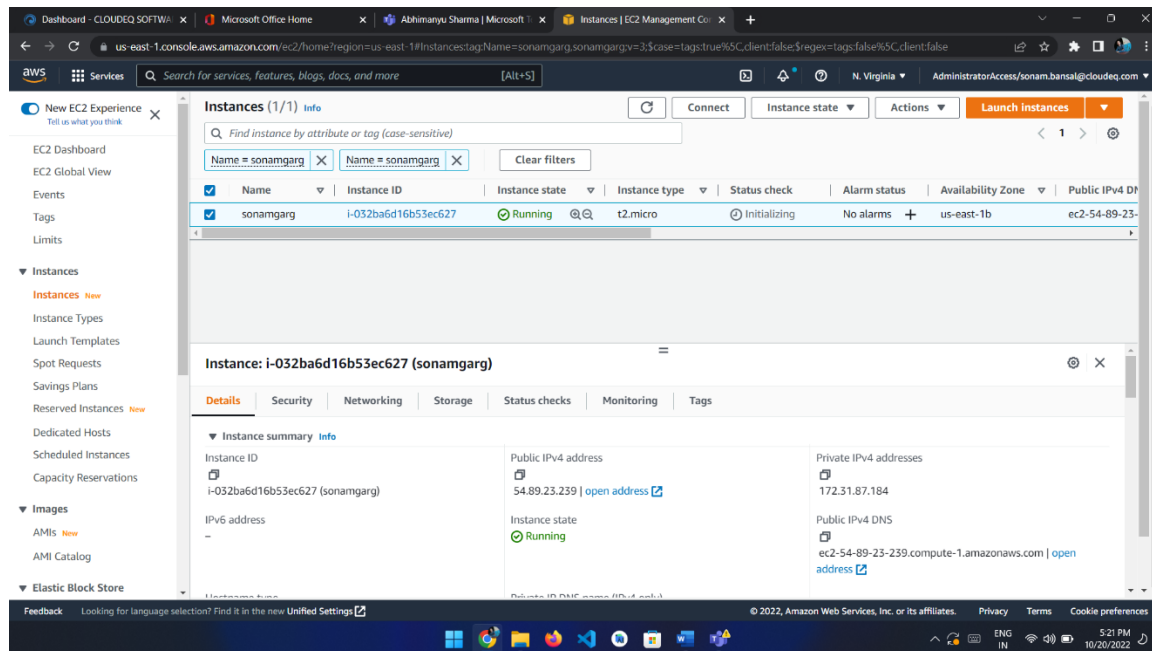 Dashboard - CLOUDEQ SOFTWA
Microsoft Office Home
Abhimanyu Sharma | Microsoft T
Instances | EC2 Management Con
us-east-1.console.aws.amazon.com/ec2/home?region=us-east-1#Instances:tag:Name=sonamgarg,sonamgarg;v=3;$case=tags:true%5C,client:false;$regex=tags:false%5C,client:false
aws
Services
Search for services, features, blogs, docs, and more
[Alt+S]
N. Virginia
AdministratorAccess/sonam.bansal@cloudeq.com
New EC2 Experience
Tell us what you think
EC2 Dashboard
EC2 Global View
Events
Tags
Limits
Instances
Instances New
Instance Types
Launch Templates
Spot Requests
Savings Plans
Reserved Instances New
Dedicated Hosts
Scheduled Instances
Capacity Reservations
Images
AMIs New
AMI Catalog
Elastic Block Store
Instances (1/1) Info
Connect
Instance state
Actions
Launch instances
Find instance by attribute or tag (case-sensitive)
1
Name = sonamgarg
Name = sonamgarg
Clear filters
Name Instance ID Instance state Instance type Status check Alarm status Availability Zone Public IPv4 DN
sonamgarg i-032ba6d16b53ec627 Running t2.micro Initializing No alarms + us-east-1b ec2-54-89-23-
Instance: i-032ba6d16b53ec627 (sonamgarg)
Details Security Networking Storage Status checks Monitoring Tags
Instance summary Info
Instance ID
i-032ba6d16b53ec627 (sonamgarg)
Public IPv4 address
54.89.23.239 | open address
Private IPv4 addresses
172.31.87.184
IPv6 address
–
Instance state
Running
Public IPv4 DNS
ec2-54-89-23-239.compute-1.amazonaws.com | open
address
Hostname type
Private IP DNS name (IPv4 only)
Feedback
Looking for language selection? Find it in the new Unified Settings
© 2022, Amazon Web Services, Inc. or its affiliates.
Privacy
Terms
Cookie preferences
ENG
IN
5:21 PM
10/20/2022